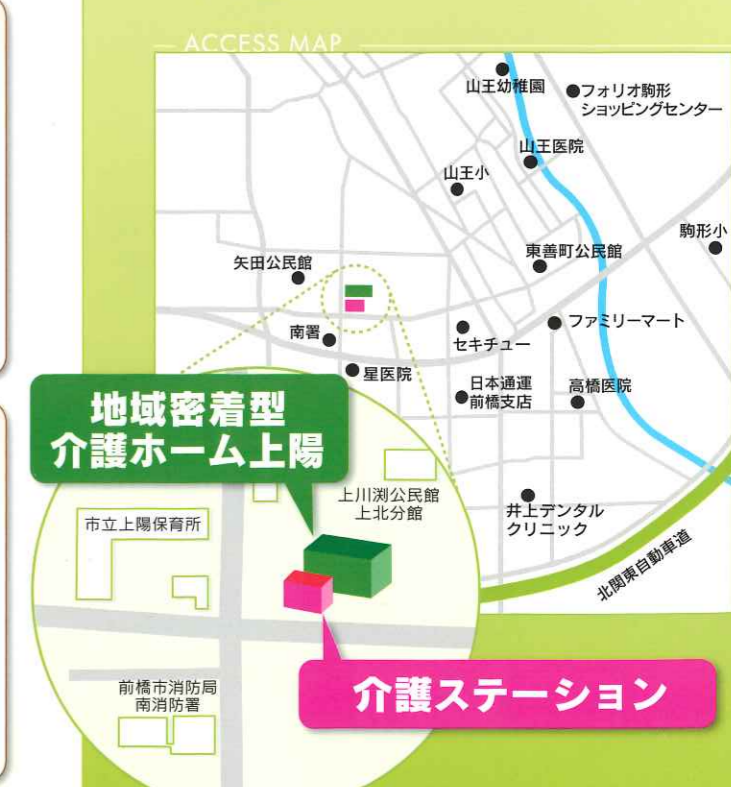 ACCESS MAP
山王幼稚園
フォリオ駒形
ショッピングセンター
山王医院
山王小
駒形小
東善町公民館
矢田公民館
ファミリーマート
南署
セキチュー
星医院
日本通運
前橋支店
高橋医院
地域密着型
介護ホーム上陽
上川渕公民館
上北分館
井上デンタル
クリニック
市立上陽保育所
北関東自動車道
介護ステーション
前橋市消防局
南消防署